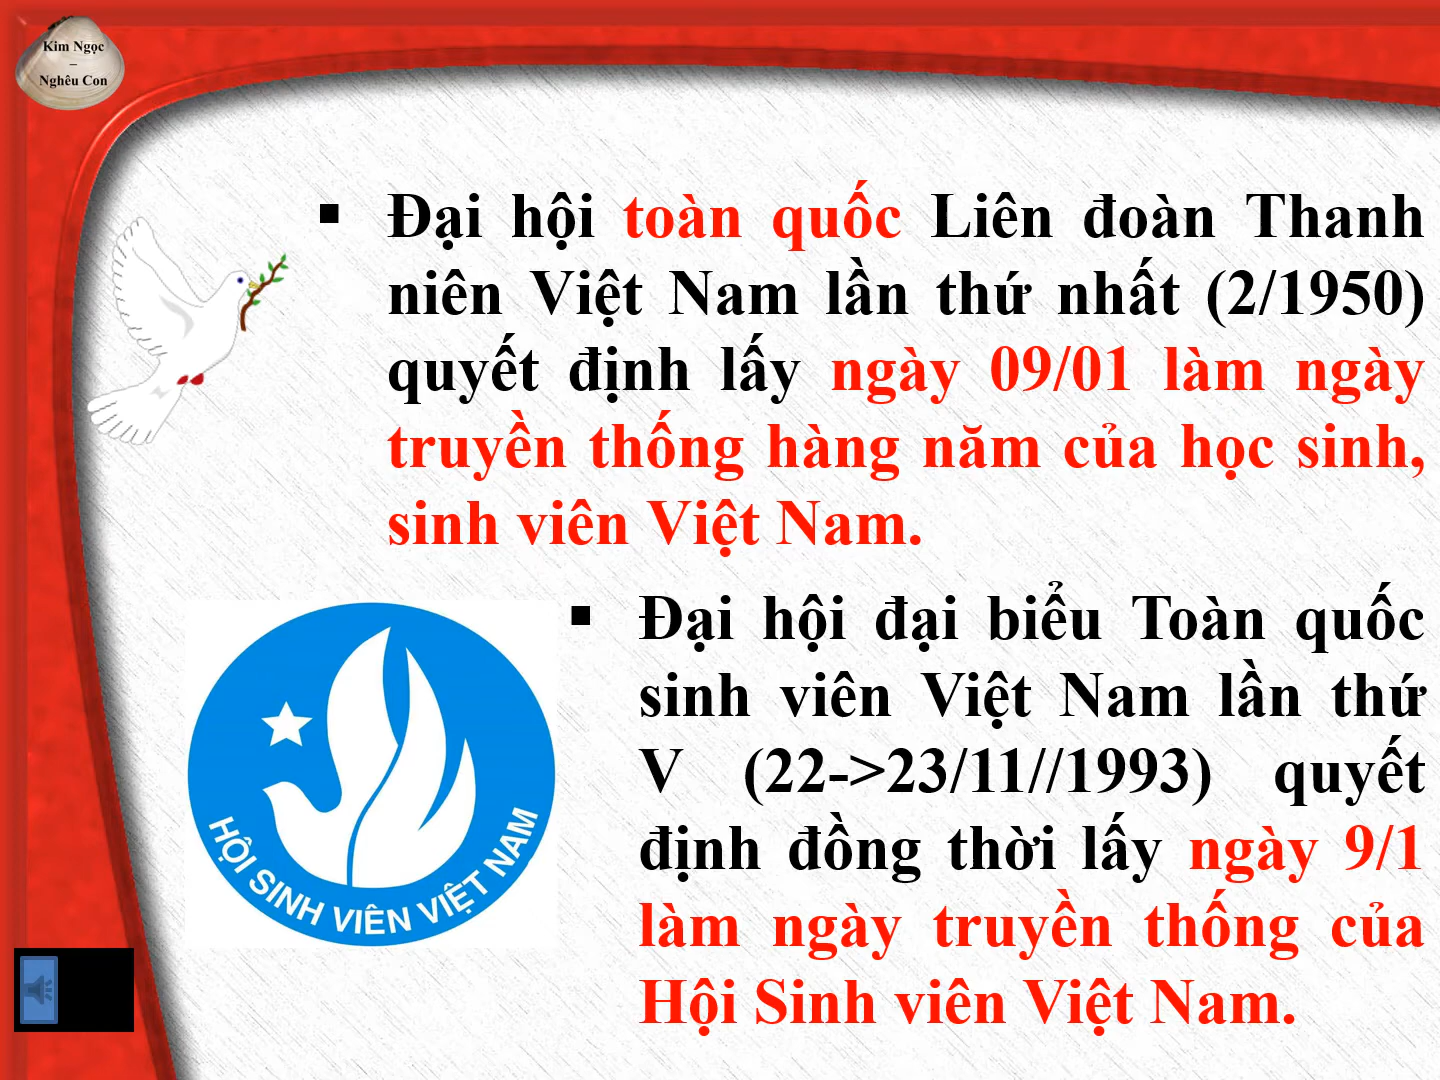 Kim Ngọc
–
Nghêu Con
▪ Đại hội toàn quốc Liên đoàn Thanh
niên Việt Nam lần thứ nhất (2/1950)
quyết định lấy ngày 09/01 làm ngày
truyền thống hàng năm của học sinh,
sinh viên Việt Nam.
▪ Đại hội đại biểu Toàn quốc
sinh viên Việt Nam lần thứ
V (22->23/11//1993) quyết
định đồng thời lấy ngày 9/1
làm ngày truyền thống của
Hội Sinh viên Việt Nam.
HỘI SINH VIÊN VIỆT NAM